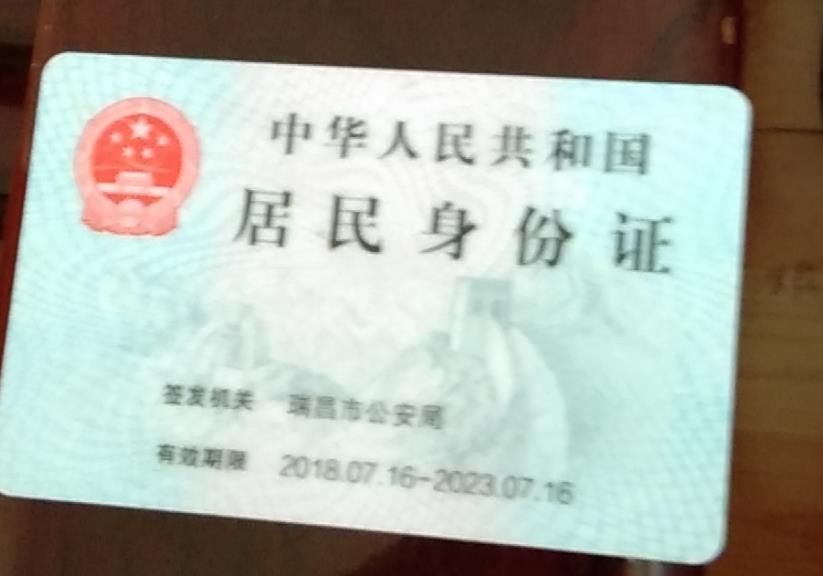 中华人民共和国
居民身份证
签发机关 瑞昌市公安局
有效期限 2018.07.16-2023.07.16